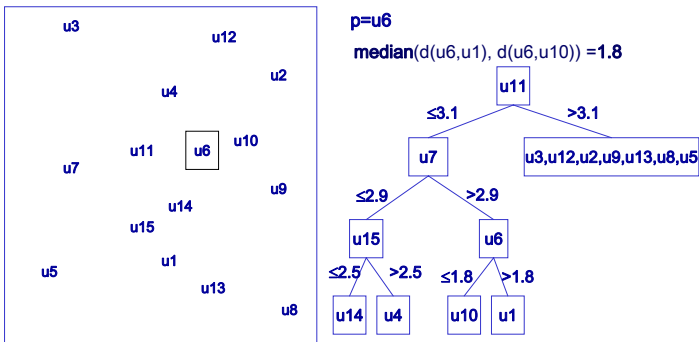 u3
u12
u2
u4
u11
u6
u10
u7
u9
u14
u15
u1
u5
u13
u8
p=u6
median(d(u6,u1), d(u6,u10)) =1.8
u11
≤3.1 >3.1
u7 u3,u12,u2,u9,u13,u8,u5
≤2.9 >2.9
u15 u6
≤2.5 >2.5 ≤1.8 >1.8
u14 u4 u10 u1